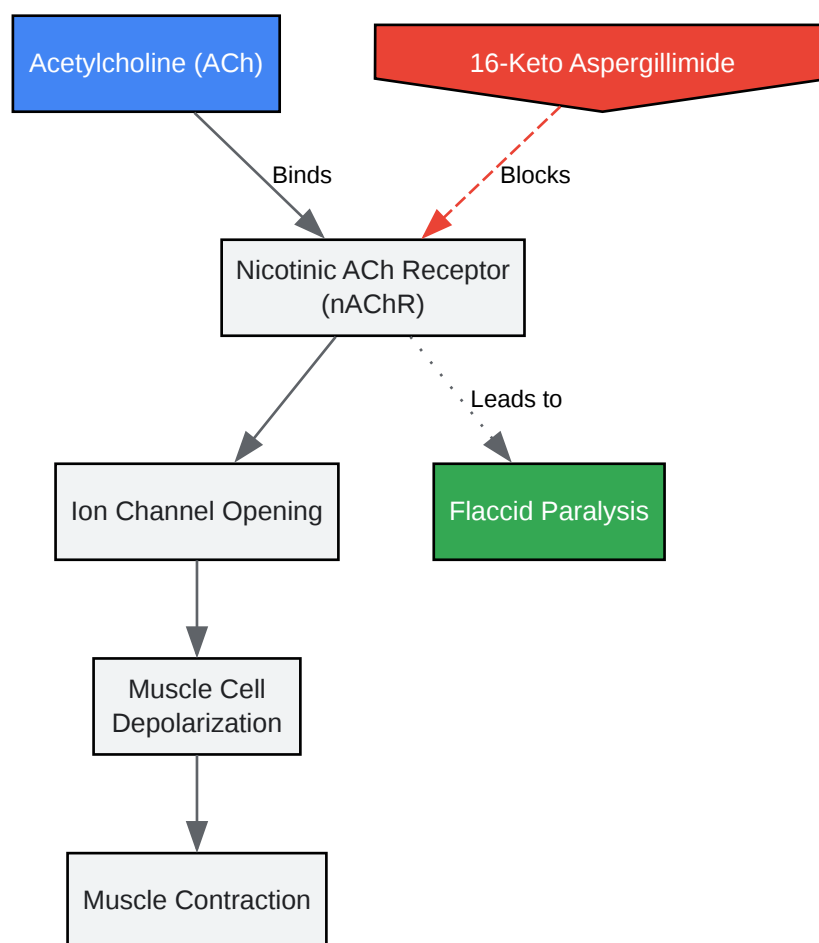 Acetylcholine (ACh)
16-Keto Aspergillimide
Binds
Blocks
Nicotinic ACh Receptor
(nAChR)
Leads to
Ion Channel Opening
Flaccid Paralysis
Muscle Cell
Depolarization
Muscle Contraction